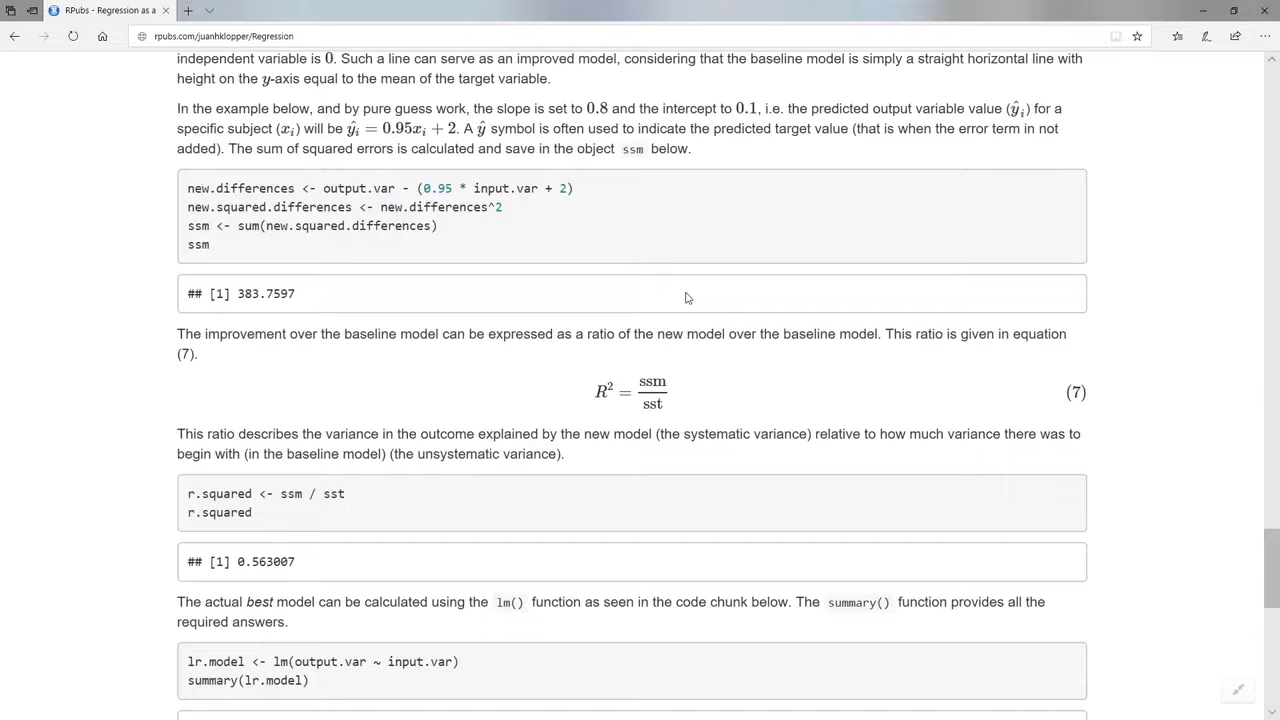 RPubs - Regression as a
rpubs.com/juanhklopper/Regression
independent variable is 0. Such a line can serve as an improved model, considering that the baseline model is simply a straight horizontal line with
height on the y-axis equal to the mean of the target variable.
In the example below, and by pure guess work, the slope is set to 0.8 and the intercept to 0.1, i.e. the predicted output variable value (ŷᵢ) for a
specific subject (xᵢ) will be ŷᵢ = 0.95xᵢ + 2. A ŷ symbol is often used to indicate the predicted target value (that is when the error term in not
added). The sum of squared errors is calculated and save in the object ssm below.
new.differences <- output.var - (0.95 * input.var + 2)
new.squared.differences <- new.differences^2
ssm <- sum(new.squared.differences)
ssm
## [1] 383.7597
The improvement over the baseline model can be expressed as a ratio of the new model over the baseline model. This ratio is given in equation
(7).
R² = ssm / sst (7)
This ratio describes the variance in the outcome explained by the new model (the systematic variance) relative to how much variance there was to
begin with (in the baseline model) (the unsystematic variance).
r.squared <- ssm / sst
r.squared
## [1] 0.563007
The actual best model can be calculated using the lm() function as seen in the code chunk below. The summary() function provides all the
required answers.
lr.model <- lm(output.var ~ input.var)
summary(lr.model)